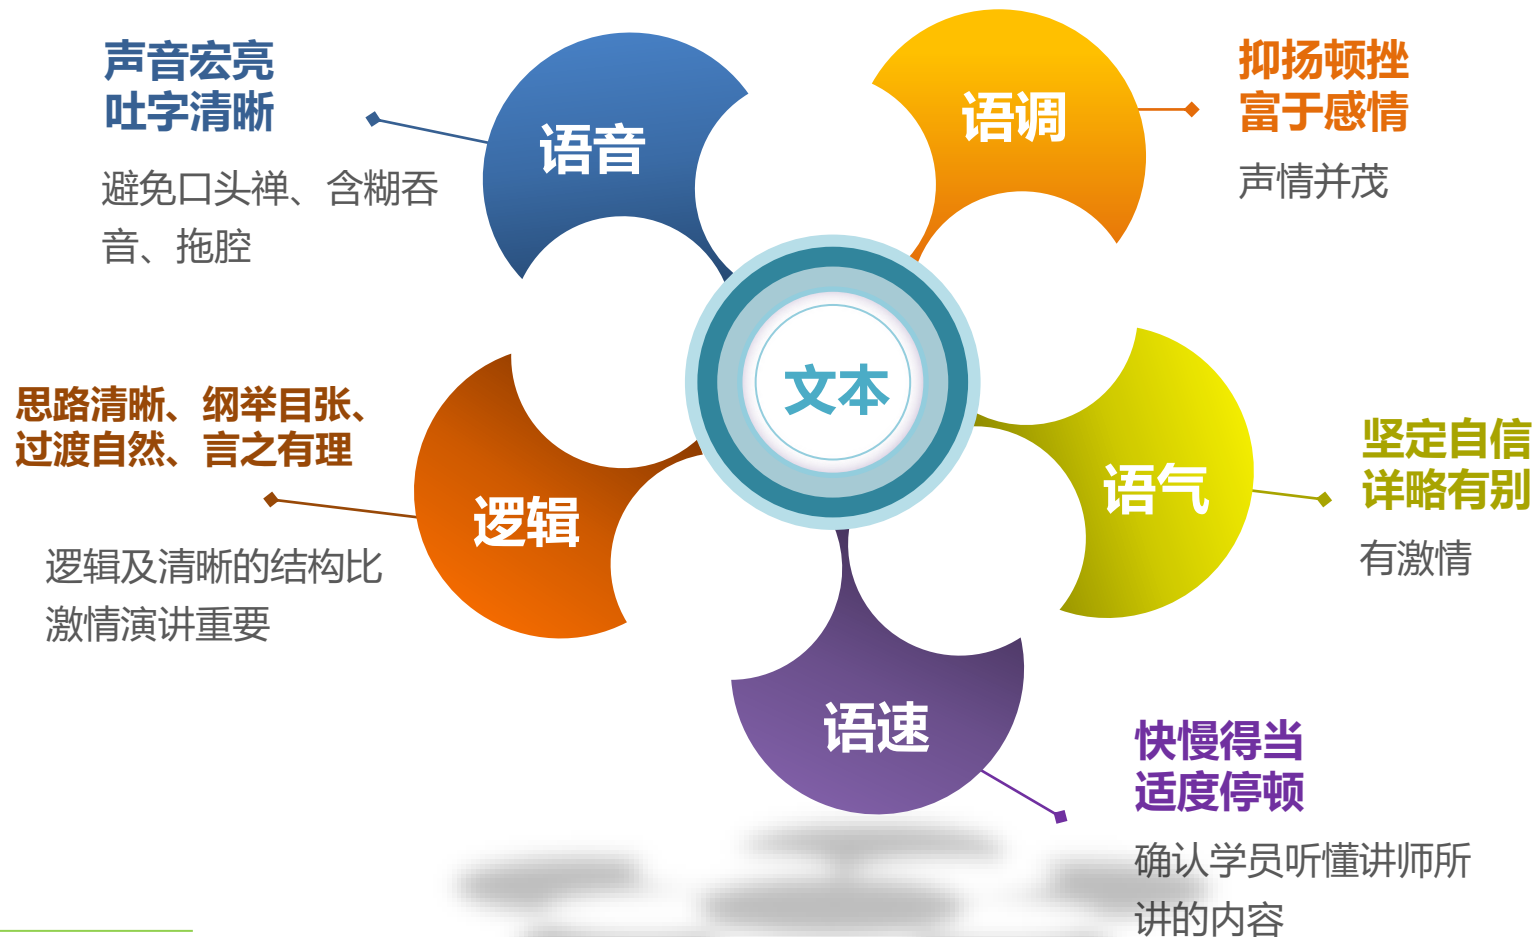 声音宏亮
吐字清晰
避免口头禅、含糊吞
音、拖腔
语音
语调
抑扬顿挫
富于感情
声情并茂
文本
思路清晰、纲举目张、
过渡自然、言之有理
逻辑
逻辑及清晰的结构比
激情演讲重要
语气
坚定自信
详略有别
有激情
语速
快慢得当
适度停顿
确认学员听懂讲师所
讲的内容